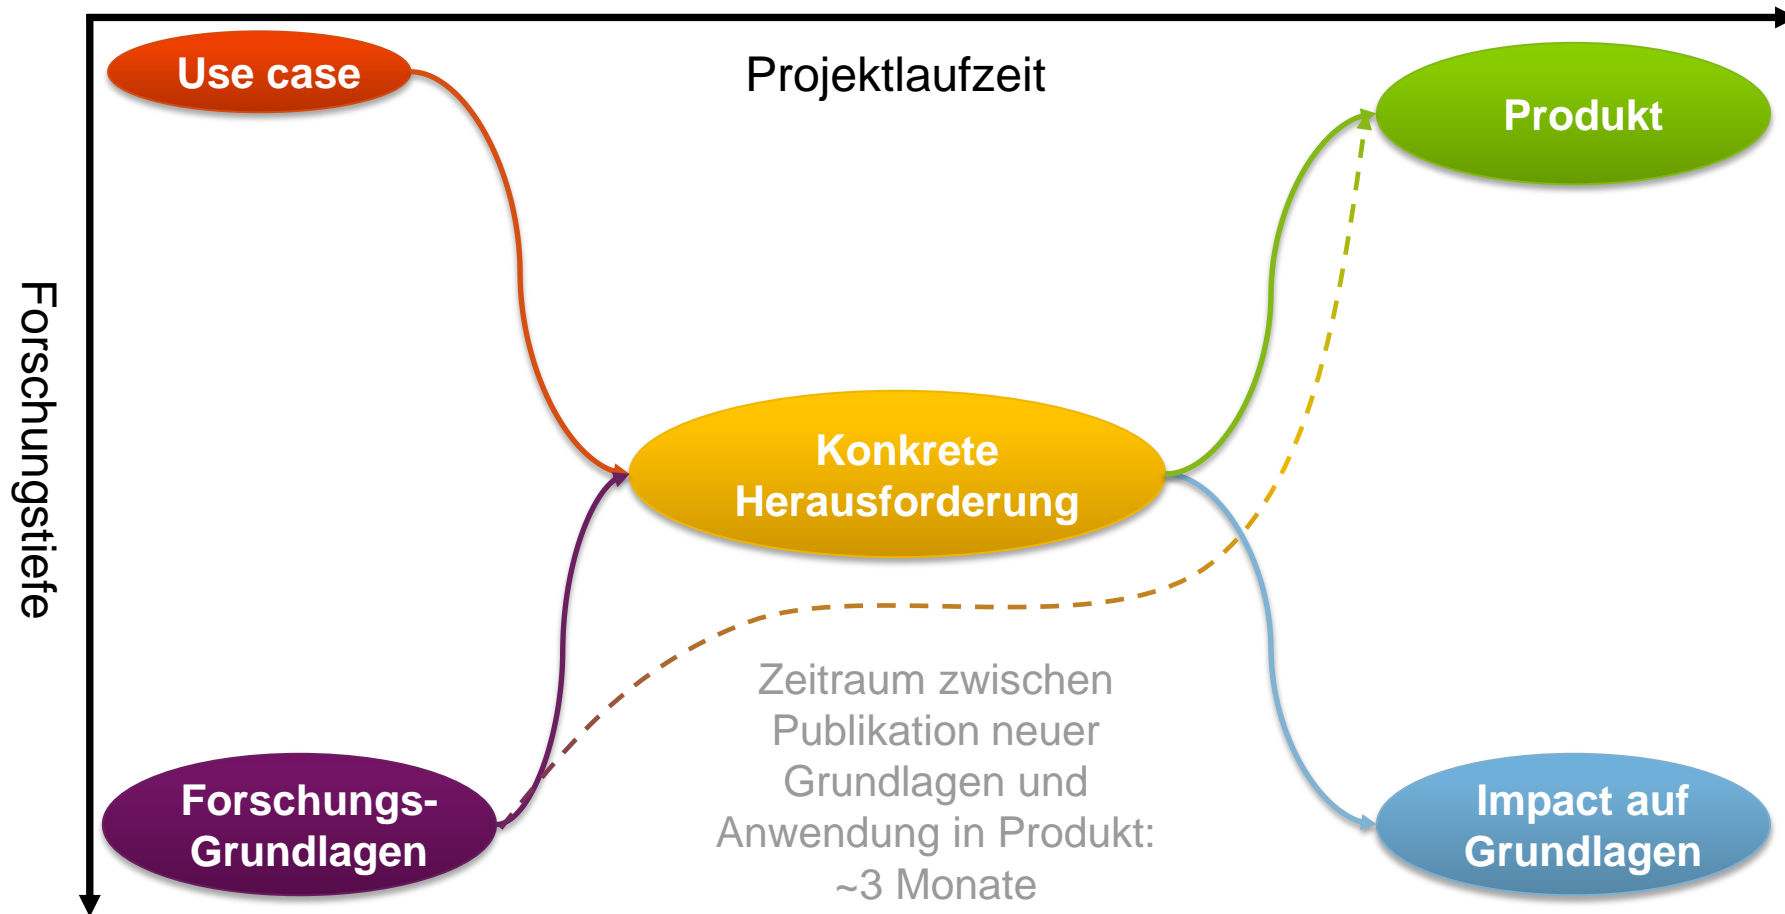 Use case
Projektlaufzeit
Produkt
Forschungstiefe
Konkrete
Herausforderung
Zeitraum zwischen
Publikation neuer
Grundlagen und
Anwendung in Produkt:
~3 Monate
Forschungs-
Grundlagen
Impact auf
Grundlagen